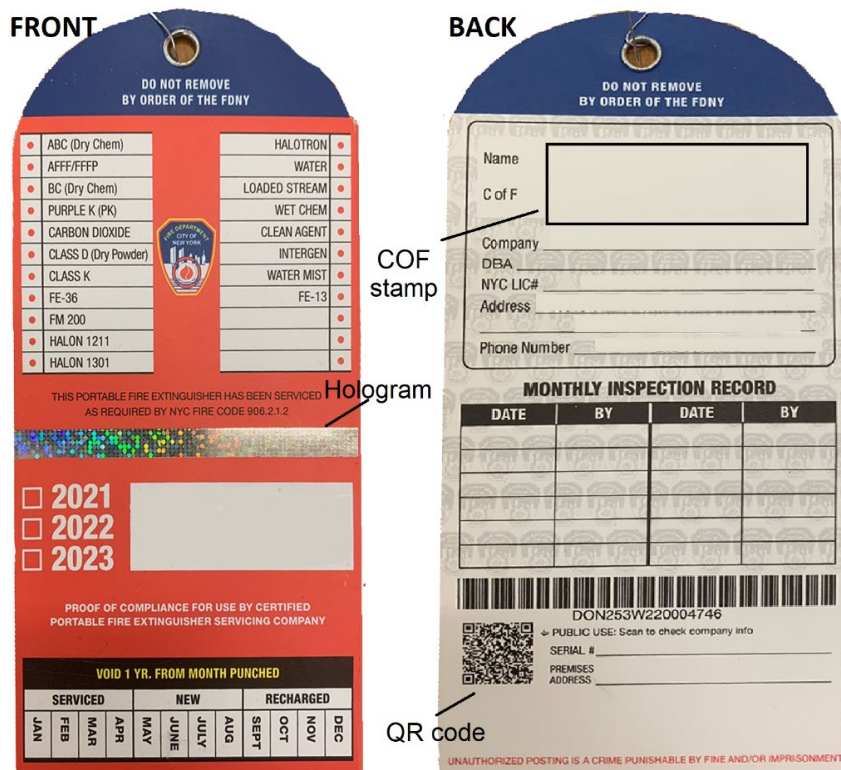 FRONT
DO NOT REMOVE
BY ORDER OF THE FDNY
ABC (Dry Chem) HALOTRON
AFFF/FFFP WATER
BC (Dry Chem) LOADED STREAM
PURPLE K (PK) WET CHEM
CARBON DIOXIDE CLEAN AGENT
CLASS D (Dry Powder) INTERGEN
CLASS K WATER MIST
FE-36 FE-13
FM 200
HALON 1211
HALON 1301
FIRE DEPARTMENT
CITY OF
NEW YORK
THIS PORTABLE FIRE EXTINGUISHER HAS BEEN SERVICED
AS REQUIRED BY NYC FIRE CODE 906.2.1.2
Hologram
2021
2022
2023
PROOF OF COMPLIANCE FOR USE BY CERTIFIED
PORTABLE FIRE EXTINGUISHER SERVICING COMPANY
VOID 1 YR. FROM MONTH PUNCHED
SERVICED NEW RECHARGED
JAN FEB MAR APR MAY JUNE JULY AUG SEPT OCT NOV DEC
BACK
DO NOT REMOVE
BY ORDER OF THE FDNY
Name
C of F
COF
stamp
Company
DBA
NYC LIC#
Address
Phone Number
MONTHLY INSPECTION RECORD
DATE BY DATE BY
DON253W220004746
PUBLIC USE: Scan to check company info
SERIAL #
PREMISES
ADDRESS
QR code
UNAUTHORIZED POSTING IS A CRIME PUNISHABLE BY FINE AND/OR IMPRISONMENT